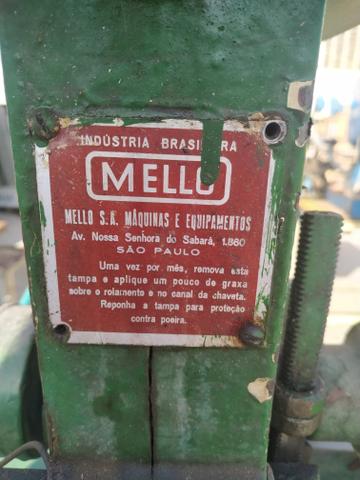 INDÚSTRIA BRASILEIRA
MELLO
MELLO S.A. MÁQUINAS E EQUIPAMENTOS
Av. Nossa Senhora do Sabará, 1.860
SÃO PAULO
Uma vez por mês, remova esta
tampa e aplique um pouco de graxa
sobre o rolamento e no canal da chaveta.
Reponha a tampa para proteção
contra poeira.